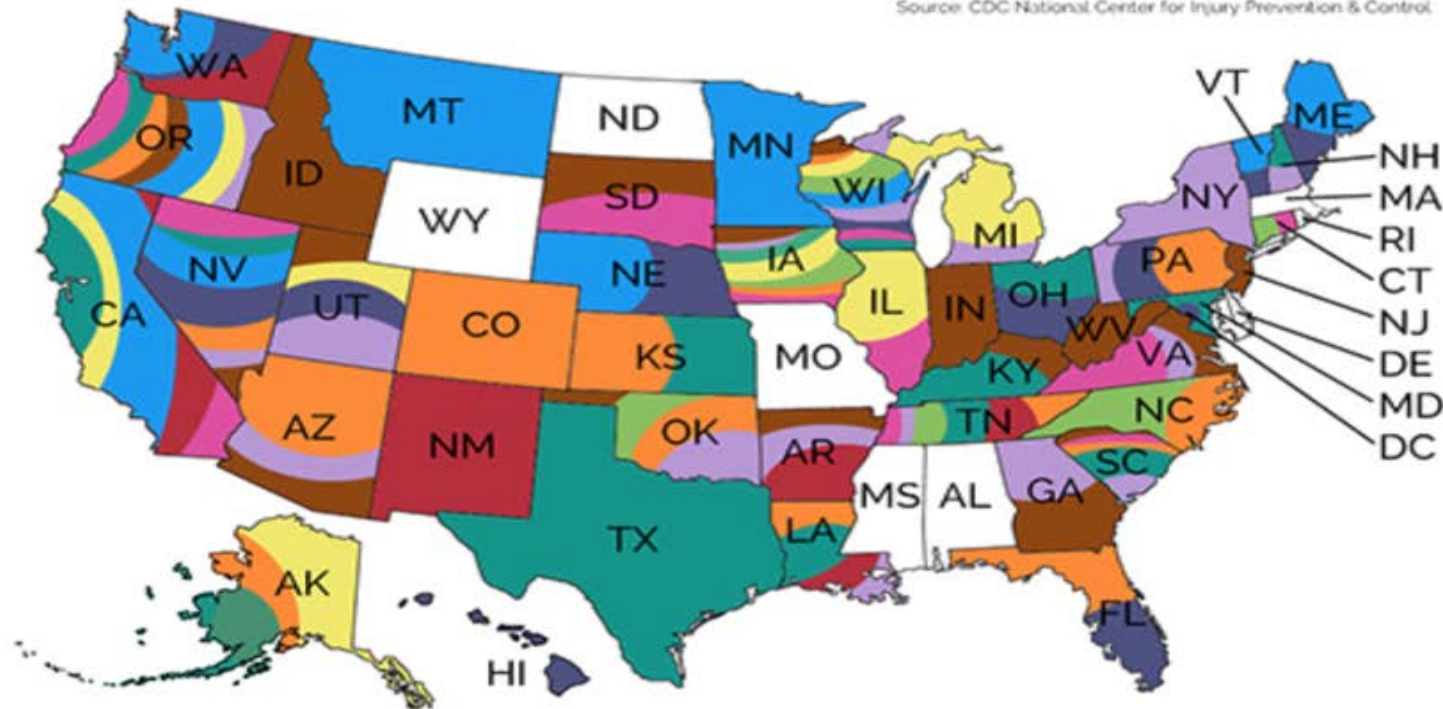 Source: CDC National Center for Injury Prevention & Control
VT
WA
MT
ND
ME
OR
MN
ID
NH
WI
SD
NY
MA
WY
MI
RI
IA
PA
NV
NE
CT
UT
IL
IN
OH
CA
CO
NJ
WV
KS
MO
VA
DE
KY
MD
NC
TN
AZ
OK
NM
AR
DC
SC
MS
AL
GA
LA
TX
AK
FL
HI